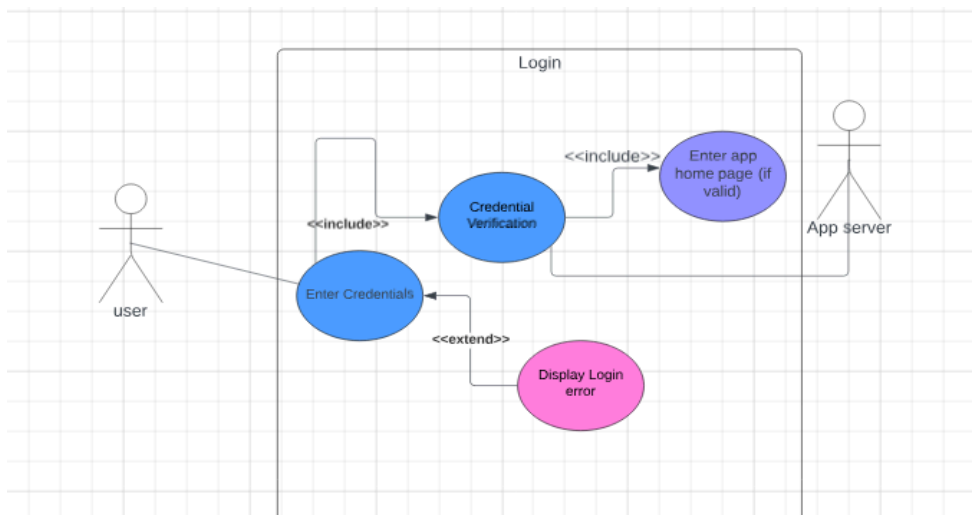 Login
<<include>>
Enter app
home page (if
valid)
Credential
Verification
<<include>>
App server
Enter Credentials
user
<<extend>>
Display Login
error